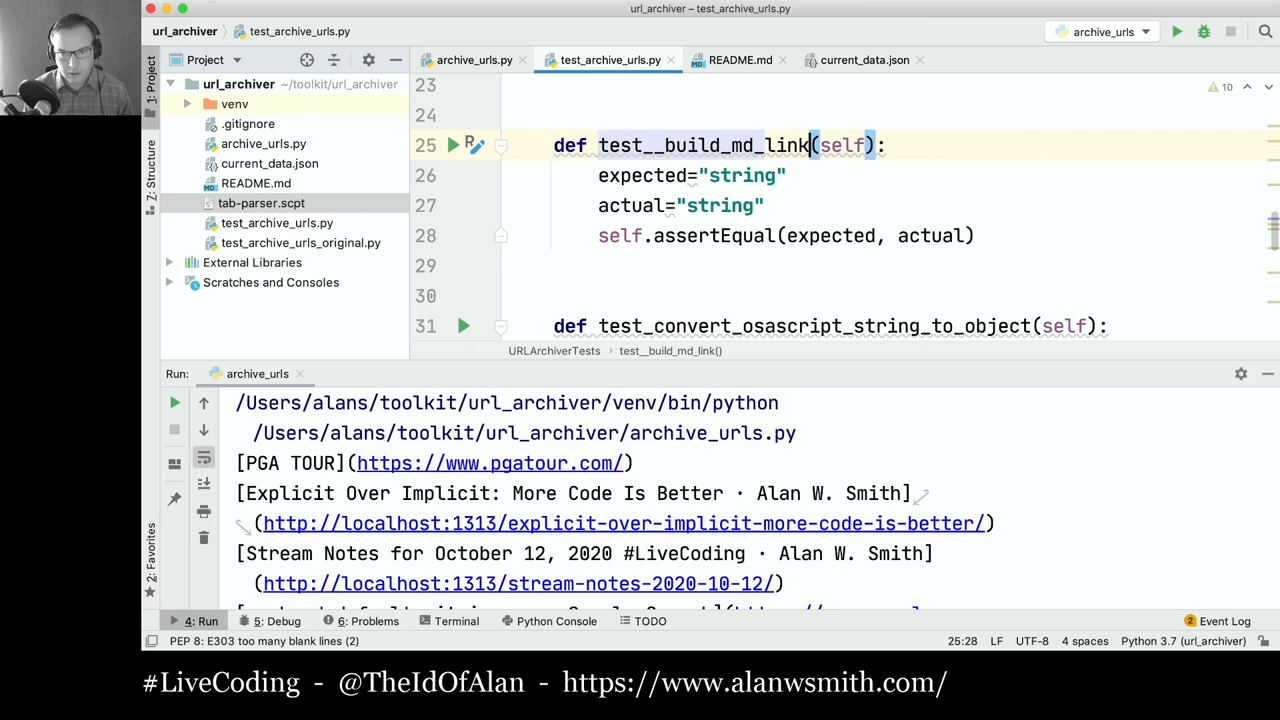 url_archiver – test_archive_urls.py
url_archiver
test_archive_urls.py
archive_urls
Project
archive_urls.py
test_archive_urls.py
README.md
current_data.json
1: Project
Z: Structure
2: Favorites
url_archiver ~/toolkit/url_archiver
venv
.gitignore
archive_urls.py
current_data.json
README.md
tab-parser.scpt
test_archive_urls.py
test_archive_urls_original.py
External Libraries
Scratches and Consoles
10
23
24
25 def test__build_md_link(self):
26 expected="string"
27 actual="string"
28 self.assertEqual(expected, actual)
29
30
31 def test_convert_osascript_string_to_object(self):
URLArchiverTests › test__build_md_link()
Run: archive_urls
/Users/alans/toolkit/url_archiver/venv/bin/python
/Users/alans/toolkit/url_archiver/archive_urls.py
[PGA TOUR](https://www.pgatour.com/)
[Explicit Over Implicit: More Code Is Better · Alan W. Smith]
(http://localhost:1313/explicit-over-implicit-more-code-is-better/)
[Stream Notes for October 12, 2020 #LiveCoding · Alan W. Smith]
(http://localhost:1313/stream-notes-2020-10-12/)
4: Run
5: Debug
6: Problems
Terminal
Python Console
TODO
2 Event Log
PEP 8: E303 too many blank lines (2)
25:28 LF UTF-8 4 spaces Python 3.7 (url_archiver)
#LiveCoding - @TheIdOfAlan - https://www.alanwsmith.com/